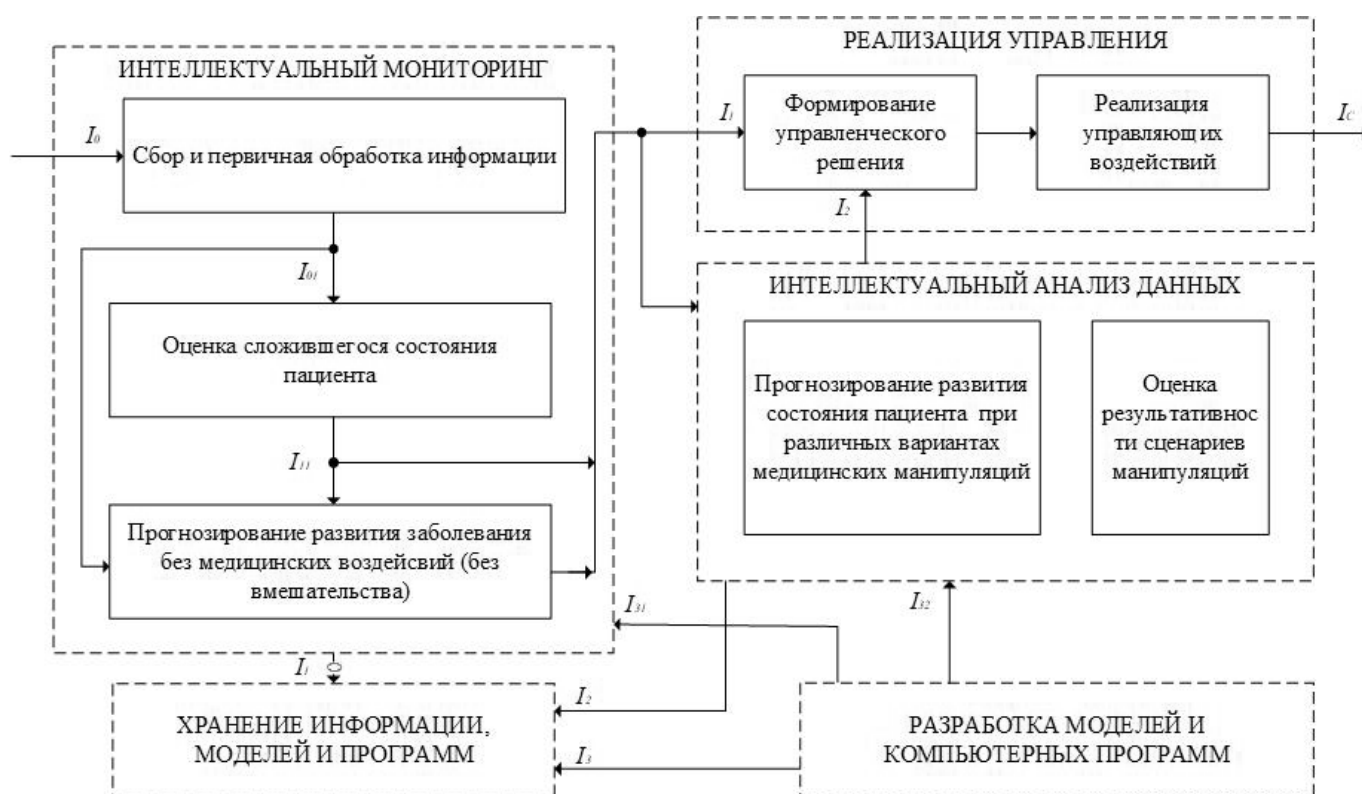 ИНТЕЛЛЕКТУАЛЬНЫЙ МОНИТОРИНГ
I0
Сбор и первичная обработка информации
I01
Оценка сложившегося состояния
пациента
I11
Прогнозирование развития заболевания
без медицинских воздейсвий (без
вмешательства)
РЕАЛИЗАЦИЯ УПРАВЛЕНИЯ
I1
Формирование
управленческого
решения
Реализация
управляющих
воздействий
IC
I2
ИНТЕЛЛЕКТУАЛЬНЫЙ АНАЛИЗ ДАННЫХ
Прогнозирование развития
состояния пациента при
различных вариантах
медицинских манипуляций
Оценка
результативнос
ти сценариев
манипуляций
I31
I32
I1
I2
ХРАНЕНИЕ ИНФОРМАЦИИ,
МОДЕЛЕЙ И ПРОГРАММ
I3
РАЗРАБОТКА МОДЕЛЕЙ И
КОМПЬЮТЕРНЫХ ПРОГРАММ